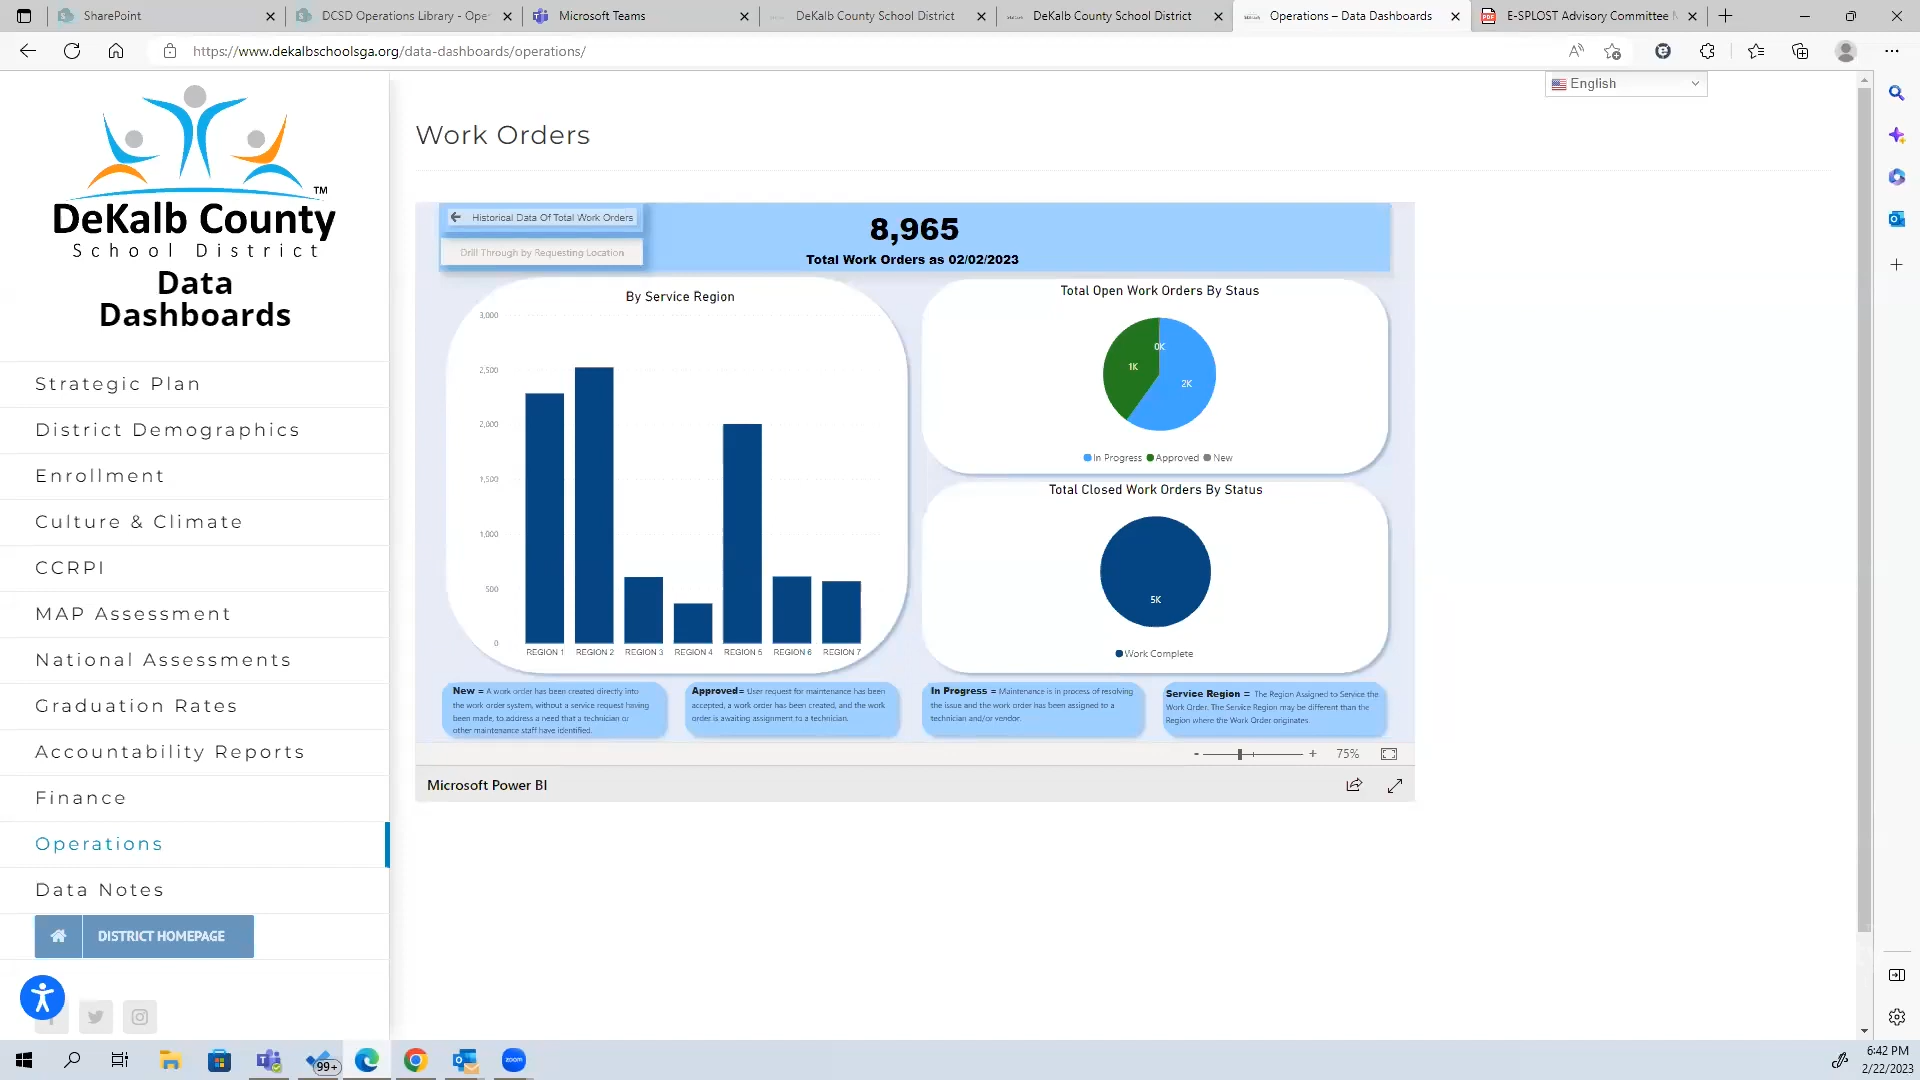 SharePoint
DCSD Operations Library - Ope
Microsoft Teams
DeKalb County School District
DeKalb County School District
Operations – Data Dashboards
E-SPLOST Advisory Committee
https://www.dekalbschoolsga.org/data-dashboards/operations/
English
DeKalb County
School District
TM
Data
Dashboards
Strategic Plan
District Demographics
Enrollment
Culture & Climate
CCRPI
MAP Assessment
National Assessments
Graduation Rates
Accountability Reports
Finance
Operations
Data Notes
DISTRICT HOMEPAGE
Work Orders
Historical Data Of Total Work Orders
Drill Through by Requesting Location
8,965
Total Work Orders as 02/02/2023
By Service Region
3,000
2,500
2,000
1,500
1,000
500
0
REGION 1 REGION 2 REGION 3 REGION 4 REGION 5 REGION 6 REGION 7
Total Open Work Orders By Staus
0K
1K
2K
In Progress Approved New
Total Closed Work Orders By Status
5K
Work Complete
New = A work order has been created directly into
the work order system, without a service request having
been made, to address a need that a technician or
other maintenance staff have identified.
Approved= User request for maintenance has been
accepted, a work order has been created, and the work
order is awaiting assignment to a technician.
In Progress = Maintenance is in process of resolving
the issue and the work order has been assigned to a
technician and/or vendor.
Service Region = The Region Assigned to Service the
Work Order. The Service Region may be different than the
Region where the Work Order originates.
- + 75%
Microsoft Power BI
99+
zoom
6:42 PM
2/22/2023